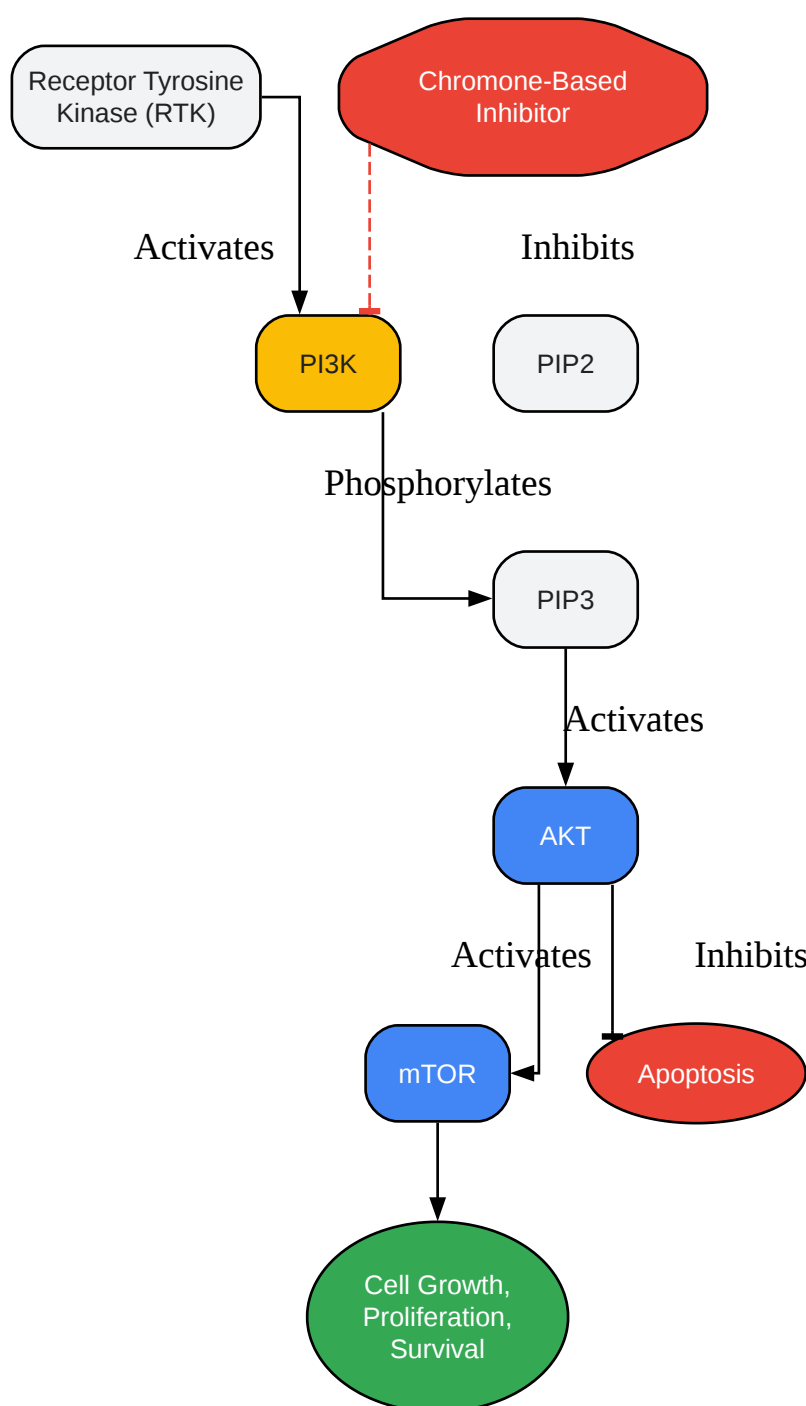 Receptor Tyrosine
Kinase (RTK)
Chromone-Based
Inhibitor
Activates
Inhibits
PI3K
PIP2
Phosphorylates
PIP3
Activates
AKT
Activates
Inhibits
mTOR
Apoptosis
Cell Growth,
Proliferation,
Survival